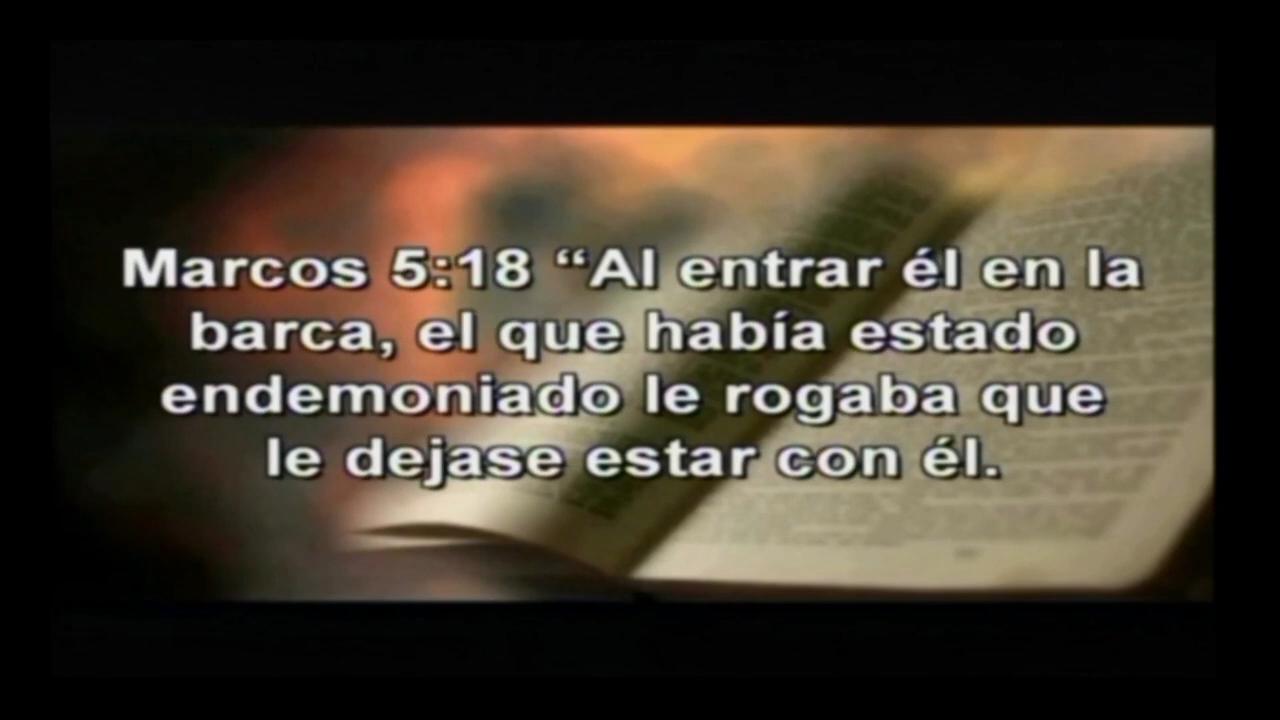 Marcos 5:18 “Al entrar él en la
barca, el que había estado
endemoniado le rogaba que
le dejase estar con él.